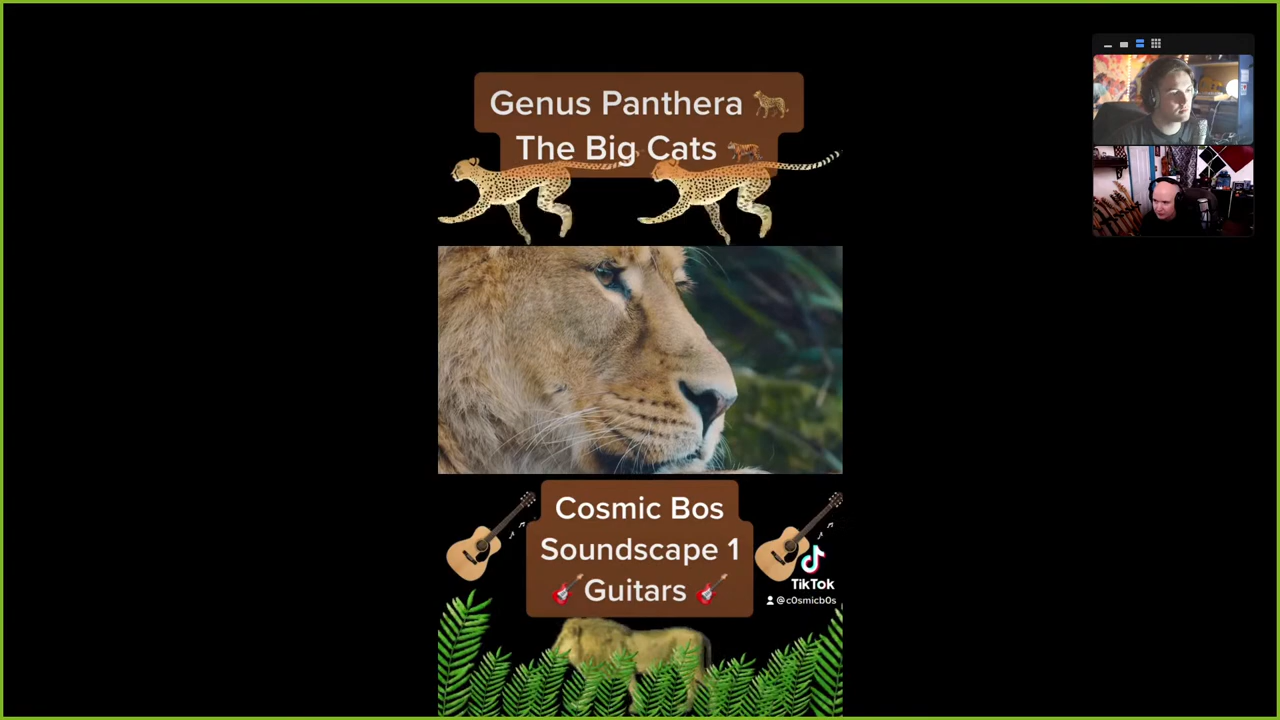 Genus Panthera 🐆
The Big Cats 🐅
Cosmic Bos
Soundscape 1
🎸 Guitars 🎸
TikTok
@c0smicb0s